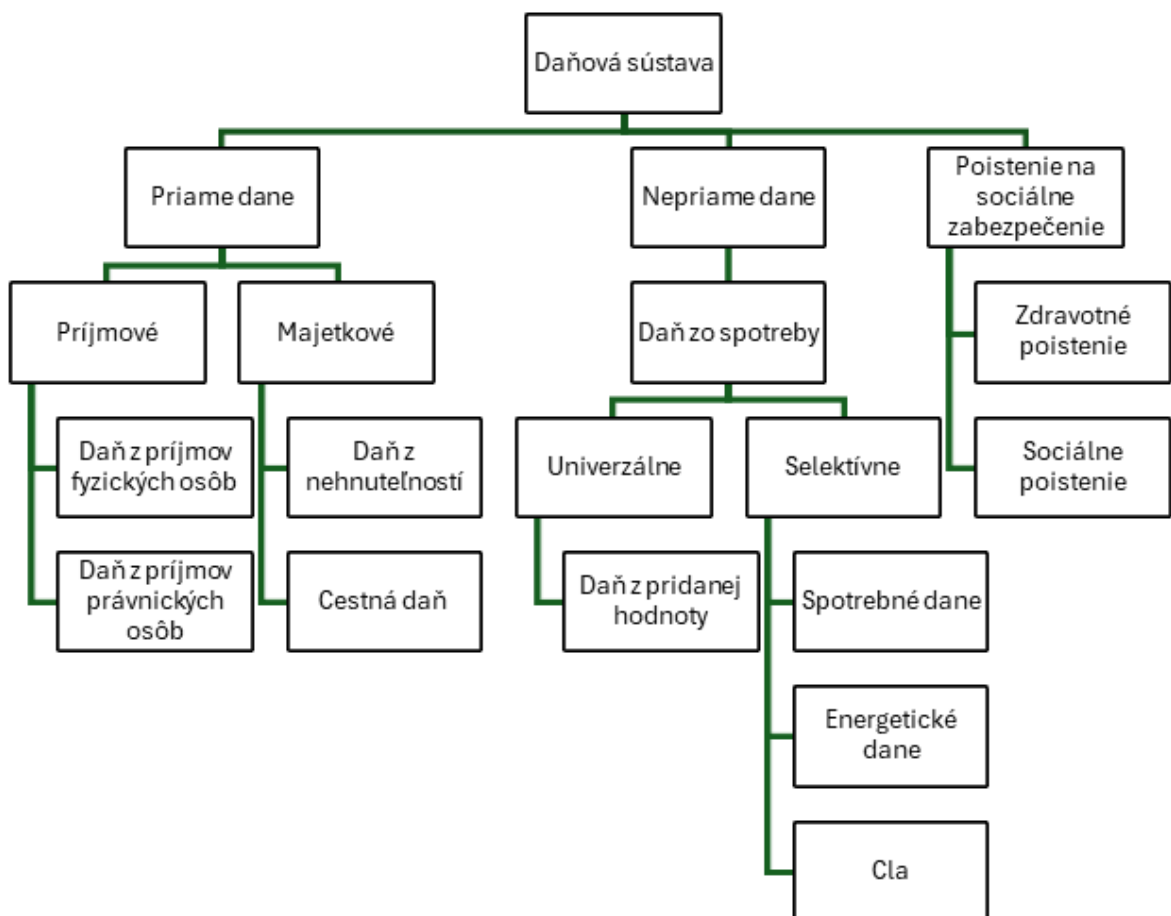 Daňová sústava
Priame dane
Nepriame dane
Poistenie na
sociálne
zabezpečenie
Príjmové
Majetkové
Daň zo spotreby
Zdravotné
poistenie
Daň z príjmov
fyzických osôb
Daň z
nehnuteľností
Univerzálne
Selektívne
Sociálne
poistenie
Daň z príjmov
právnických
osôb
Cestná daň
Daň z pridanej
hodnoty
Spotrebné dane
Energetické
dane
Cla